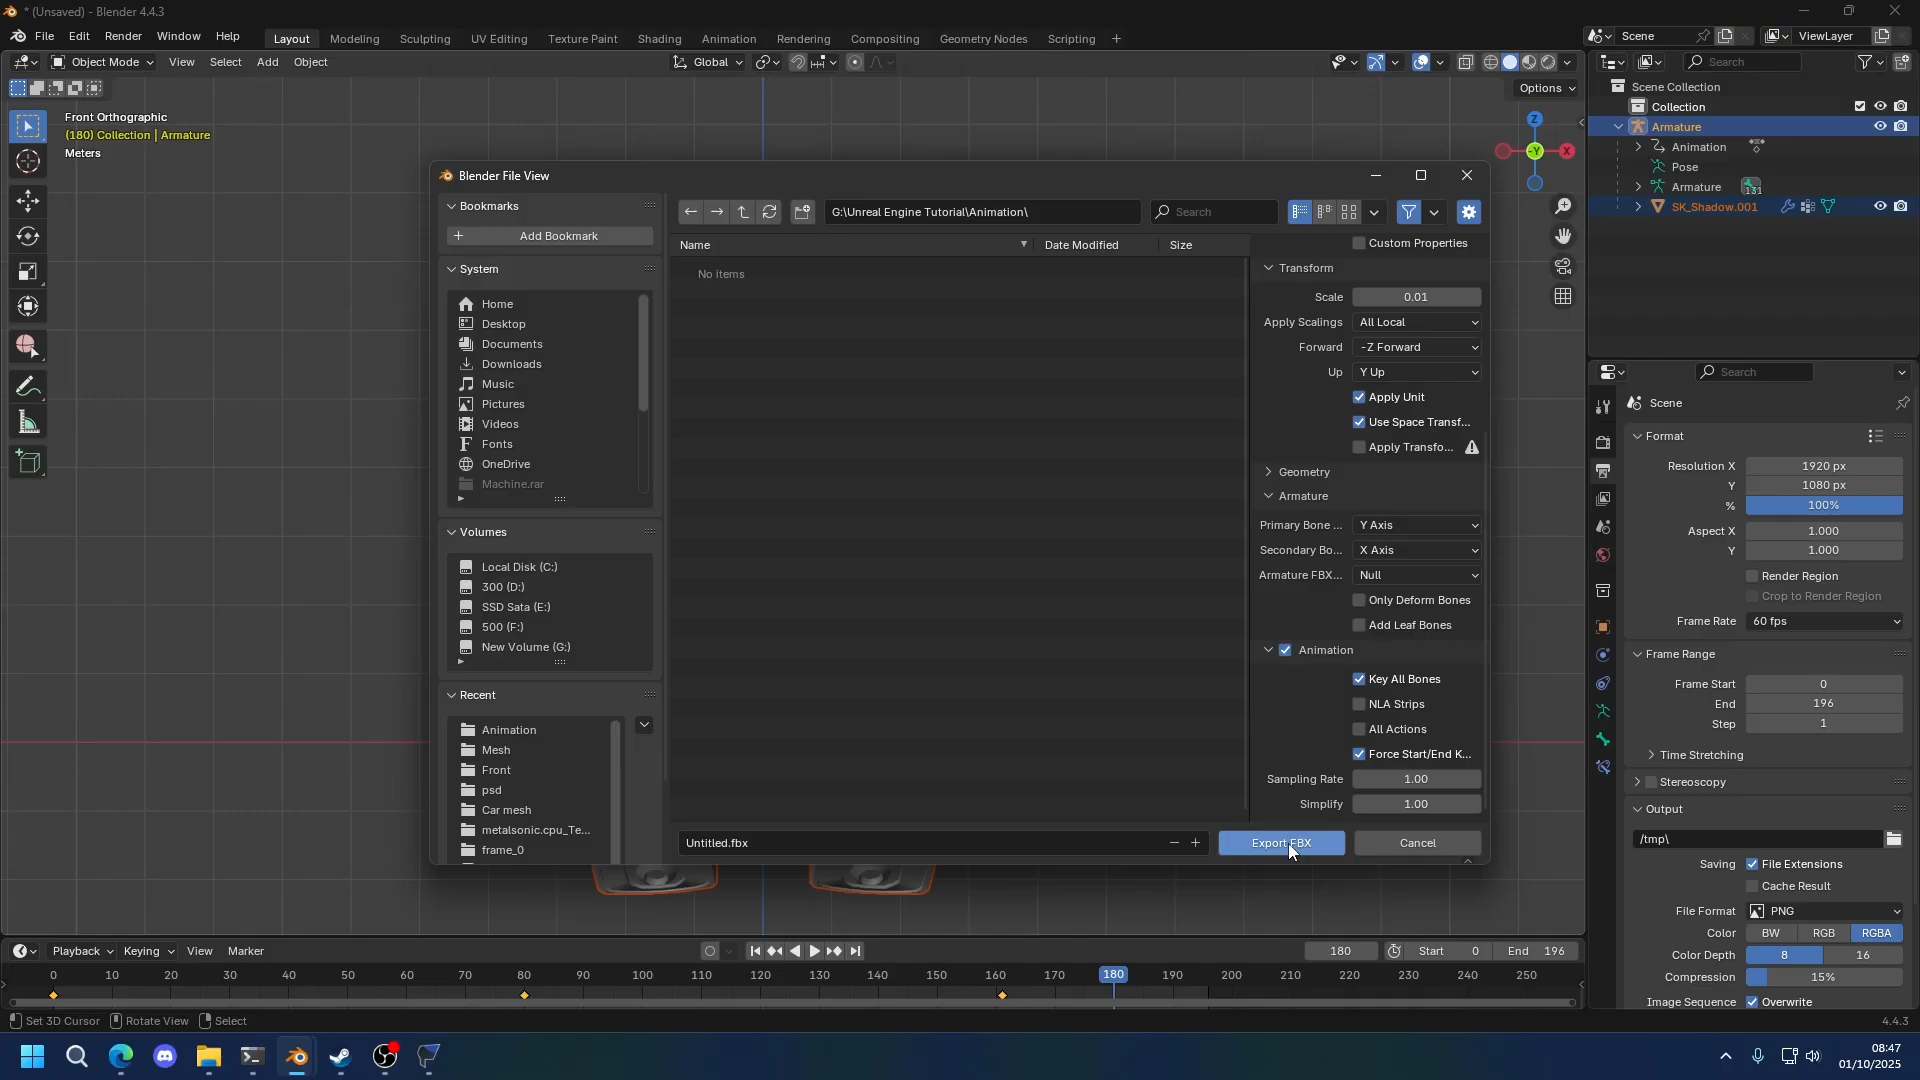 * (Unsaved) - Blender 4.4.3
File Edit Render Window Help Layout Modeling Sculpting UV Editing Texture Paint Shading Animation Rendering Compositing Geometry Nodes Scripting + Scene ViewLayer
Object Mode View Select Add Object Global Search
Options
Front Orthographic
(180) Collection | Armature
Meters
Z
-Y
X
Scene Collection
Collection
Armature
Animation
Pose
Armature 131
SK_Shadow.001
Blender File View
Bookmarks
Add Bookmark
System
Home
Desktop
Documents
Downloads
Music
Pictures
Videos
Fonts
OneDrive
Machine.rar
Volumes
Local Disk (C:)
300 (D:)
SSD Sata (E:)
500 (F:)
New Volume (G:)
Recent
Animation
Mesh
Front
psd
Car mesh
metalsonic.cpu_Te...
frame_0
G:\Unreal Engine Tutorial\Animation\ Search
Name Date Modified Size
No items
Custom Properties
Transform
Scale 0.01
Apply Scalings All Local
Forward -Z Forward
Up Y Up
Apply Unit
Use Space Transf...
Apply Transfo...
Geometry
Armature
Primary Bone ... Y Axis
Secondary Bo... X Axis
Armature FBX... Null
Only Deform Bones
Add Leaf Bones
Animation
Key All Bones
NLA Strips
All Actions
Force Start/End K...
Sampling Rate 1.00
Simplify 1.00
Untitled.fbx Export FBX Cancel
Search
Scene
Format
Resolution X 1920 px
Y 1080 px
% 100%
Aspect X 1.000
Y 1.000
Render Region
Crop to Render Region
Frame Rate 60 fps
Frame Range
Frame Start 0
End 196
Step 1
Time Stretching
Stereoscopy
Output
/tmp\
Saving File Extensions
Cache Result
File Format PNG
Color BW RGB RGBA
Color Depth 8 16
Compression 15%
Image Sequence Overwrite
Playback Keying View Marker 180 Start 0 End 196
0 10 20 30 40 50 60 70 80 90 100 110 120 130 140 150 160 170 180 190 200 210 220 230 240 250
Set 3D Cursor Rotate View Select 4.4.3
08:47
01/10/2025